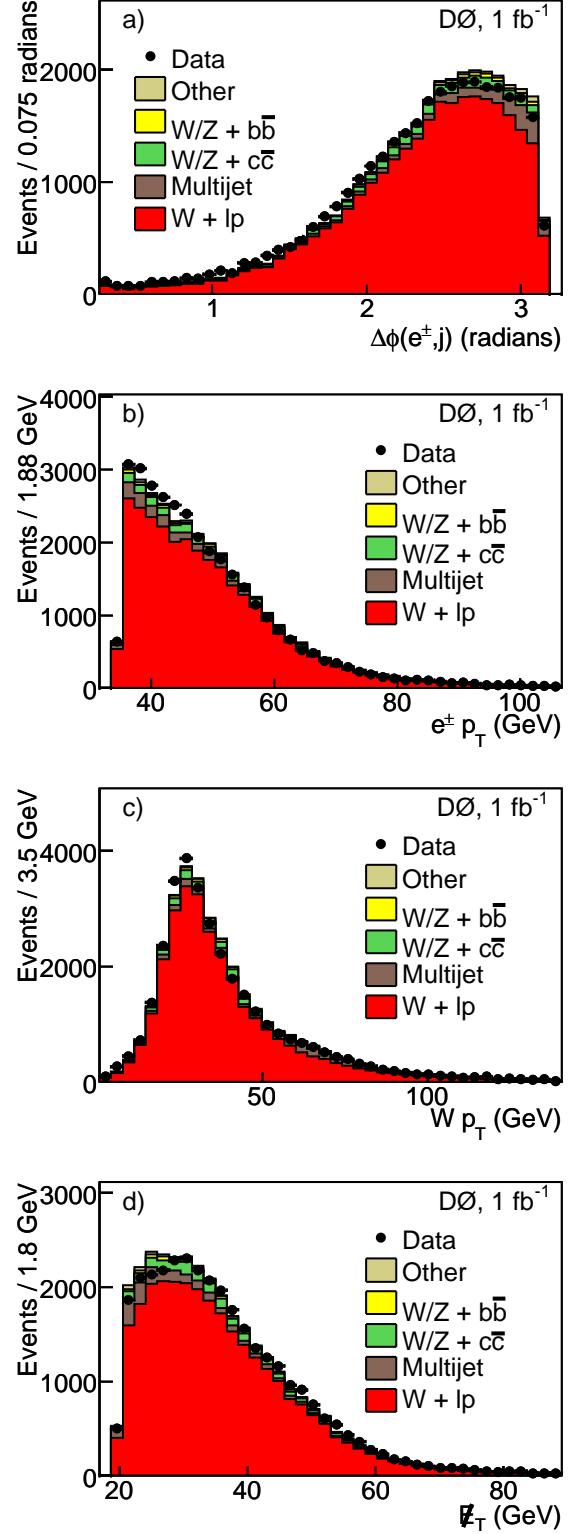 a)
DØ, 1 fb⁻¹
Events / 0.075 radians
Data
Other
W/Z + bb̅
W/Z + cc̅
Multijet
W + lp
2000
1000
0
1
2
3
Δϕ(e±,j) (radians)
b)
DØ, 1 fb⁻¹
Events / 1.88 GeV
Data
Other
W/Z + bb̅
W/Z + cc̅
Multijet
W + lp
4000
3000
2000
1000
0
40
60
80
100
e± p_T (GeV)
c)
DØ, 1 fb⁻¹
Events / 3.5 GeV
Data
Other
W/Z + bb̅
W/Z + cc̅
Multijet
W + lp
4000
2000
0
50
100
W p_T (GeV)
d)
DØ, 1 fb⁻¹
Events / 1.8 GeV
Data
Other
W/Z + bb̅
W/Z + cc̅
Multijet
W + lp
3000
2000
1000
0
20
40
60
80
E̸_T (GeV)